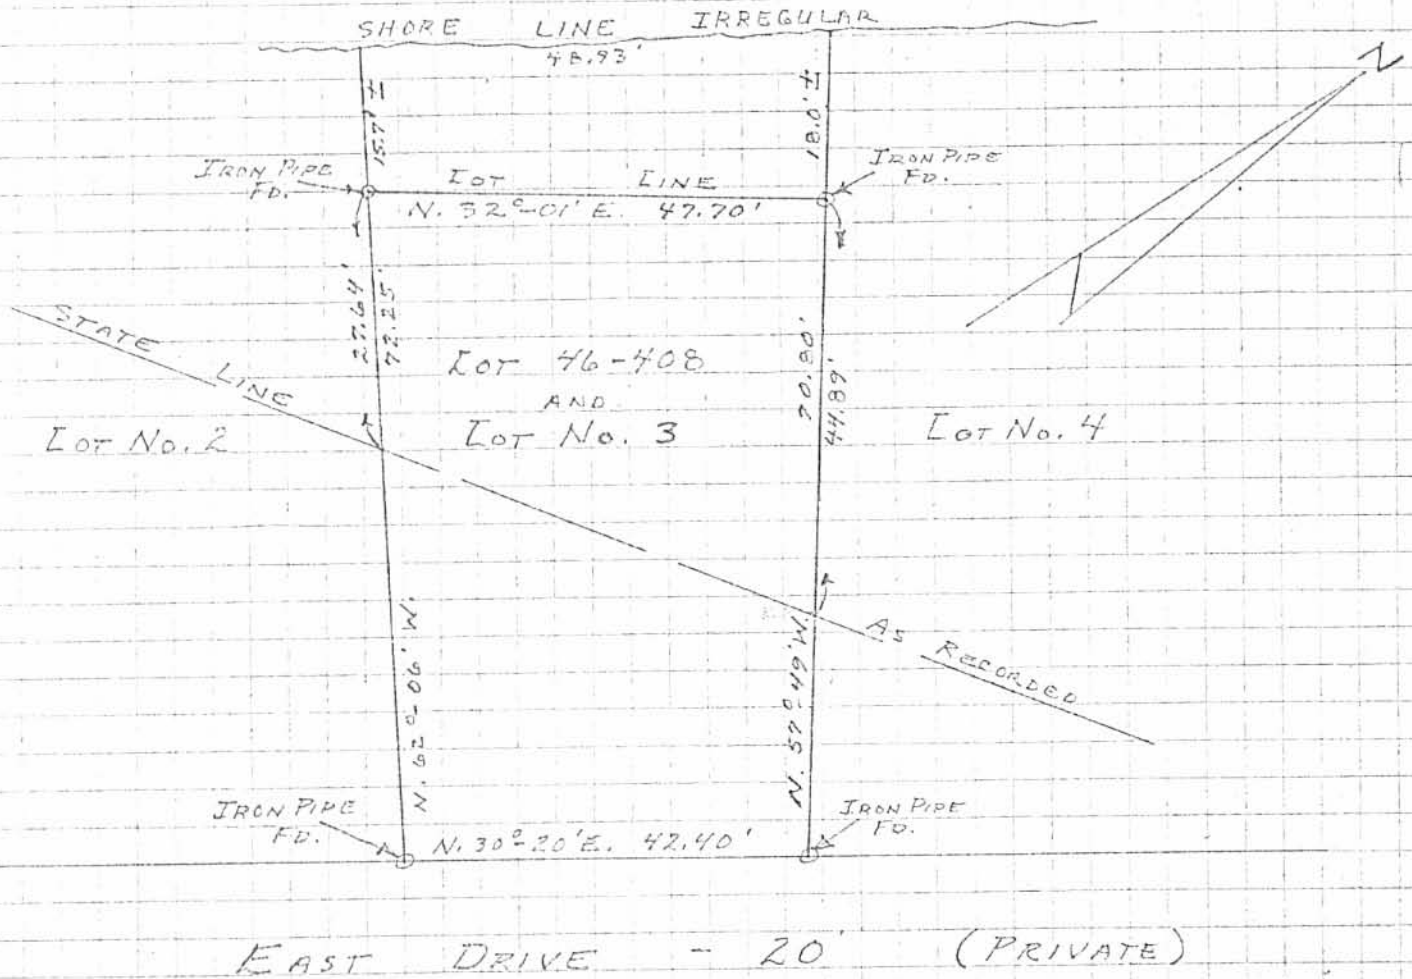 SHORE LINE IRREGULAR
48.93'
15.7' ±
18.0' ±
N
IRON PIPE
FD.
LOT LINE
N. 32°-01' E. 47.70'
IRON PIPE
FD.
STATE LINE
27.64'
72.25'
LOT 46-408
AND
LOT No. 3
70.80'
44.89'
LOT No. 2
LOT No. 4
AS RECORDED
N. 62°-06' W.
N. 57°49' W.
IRON PIPE
FD.
N. 30°-20' E. 42.40'
IRON PIPE
FD.
EAST DRIVE - 20' (PRIVATE)